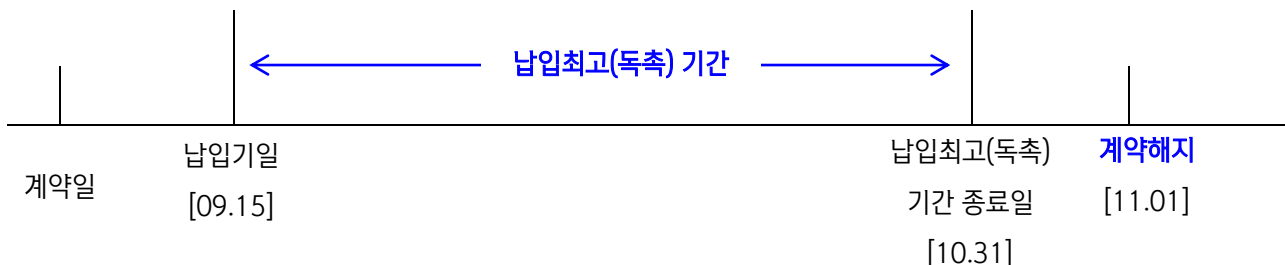 납입최고(독촉) 기간
계약일
납입기일
[09.15]
납입최고(독촉)
기간 종료일
[10.31]
계약해지
[11.01]